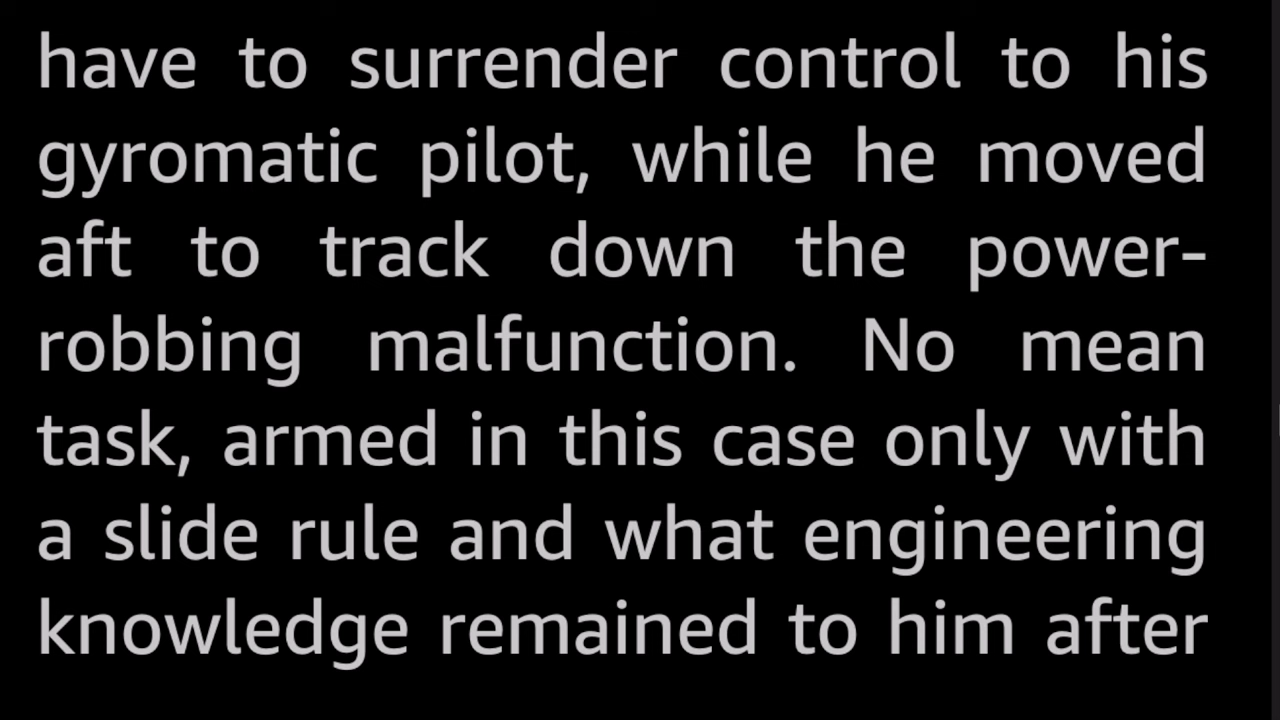 have to surrender control to his
gyromatic pilot, while he moved
aft to track down the power-
robbing malfunction. No mean
task, armed in this case only with
a slide rule and what engineering
knowledge remained to him after